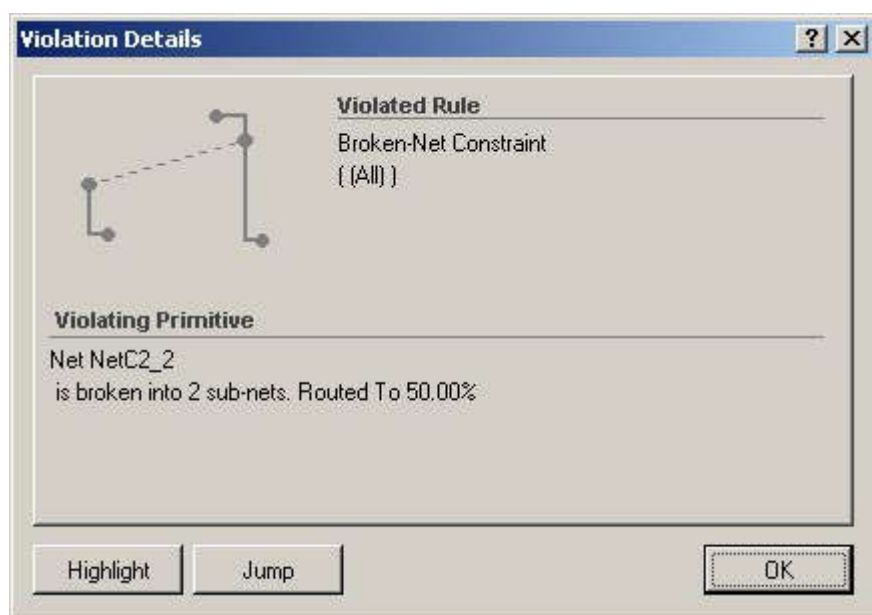 Violation Details
Violated Rule
Broken-Net Constraint
( (All) )
Violating Primitive
Net NetC2_2
is broken into 2 sub-nets. Routed To 50.00%
Highlight
Jump
OK